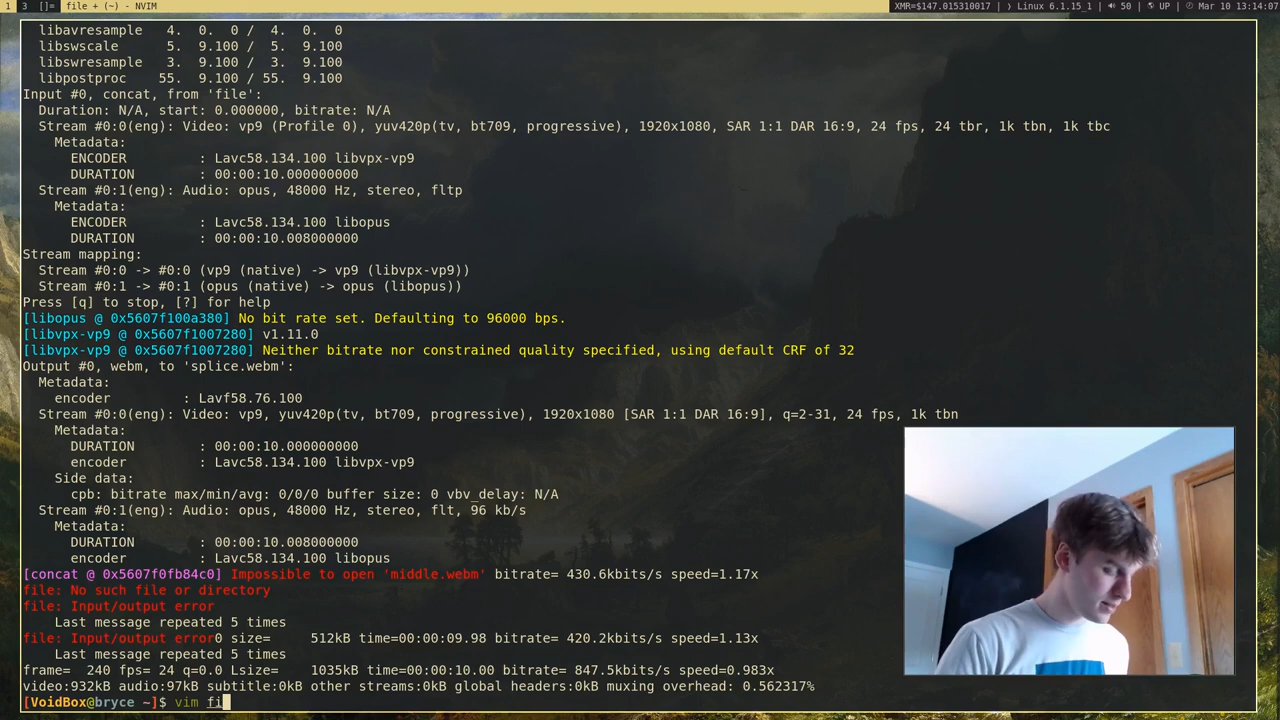 1 3 []= file + (~) - NVIM XMR=$147.015310017 | Linux 6.1.15_1 | 50 | UP | Mar 10 13:14:07
libavresample 4. 0. 0 / 4. 0. 0
libswscale 5. 9.100 / 5. 9.100
libswresample 3. 9.100 / 3. 9.100
libpostproc 55. 9.100 / 55. 9.100
Input #0, concat, from 'file':
Duration: N/A, start: 0.000000, bitrate: N/A
Stream #0:0(eng): Video: vp9 (Profile 0), yuv420p(tv, bt709, progressive), 1920x1080, SAR 1:1 DAR 16:9, 24 fps, 24 tbr, 1k tbn, 1k tbc
Metadata:
ENCODER : Lavc58.134.100 libvpx-vp9
DURATION : 00:00:10.000000000
Stream #0:1(eng): Audio: opus, 48000 Hz, stereo, fltp
Metadata:
ENCODER : Lavc58.134.100 libopus
DURATION : 00:00:10.008000000
Stream mapping:
Stream #0:0 -> #0:0 (vp9 (native) -> vp9 (libvpx-vp9))
Stream #0:1 -> #0:1 (opus (native) -> opus (libopus))
Press [q] to stop, [?] for help
[libopus @ 0x5607f100a380] No bit rate set. Defaulting to 96000 bps.
[libvpx-vp9 @ 0x5607f1007280] v1.11.0
[libvpx-vp9 @ 0x5607f1007280] Neither bitrate nor constrained quality specified, using default CRF of 32
Output #0, webm, to 'splice.webm':
Metadata:
encoder : Lavf58.76.100
Stream #0:0(eng): Video: vp9, yuv420p(tv, bt709, progressive), 1920x1080 [SAR 1:1 DAR 16:9], q=2-31, 24 fps, 1k tbn
Metadata:
DURATION : 00:00:10.000000000
encoder : Lavc58.134.100 libvpx-vp9
Side data:
cpb: bitrate max/min/avg: 0/0/0 buffer size: 0 vbv_delay: N/A
Stream #0:1(eng): Audio: opus, 48000 Hz, stereo, flt, 96 kb/s
Metadata:
DURATION : 00:00:10.008000000
encoder : Lavc58.134.100 libopus
[concat @ 0x5607f0fb84c0] Impossible to open 'middle.webm' bitrate= 430.6kbits/s speed=1.17x
file: No such file or directory
file: Input/output error
Last message repeated 5 times
file: Input/output error0 size= 512kB time=00:00:09.98 bitrate= 420.2kbits/s speed=1.13x
Last message repeated 5 times
frame= 240 fps= 24 q=0.0 Lsize= 1035kB time=00:00:10.00 bitrate= 847.5kbits/s speed=0.983x
video:932kB audio:97kB subtitle:0kB other streams:0kB global headers:0kB muxing overhead: 0.562317%
[VoidBox@bryce ~]$ vim fi